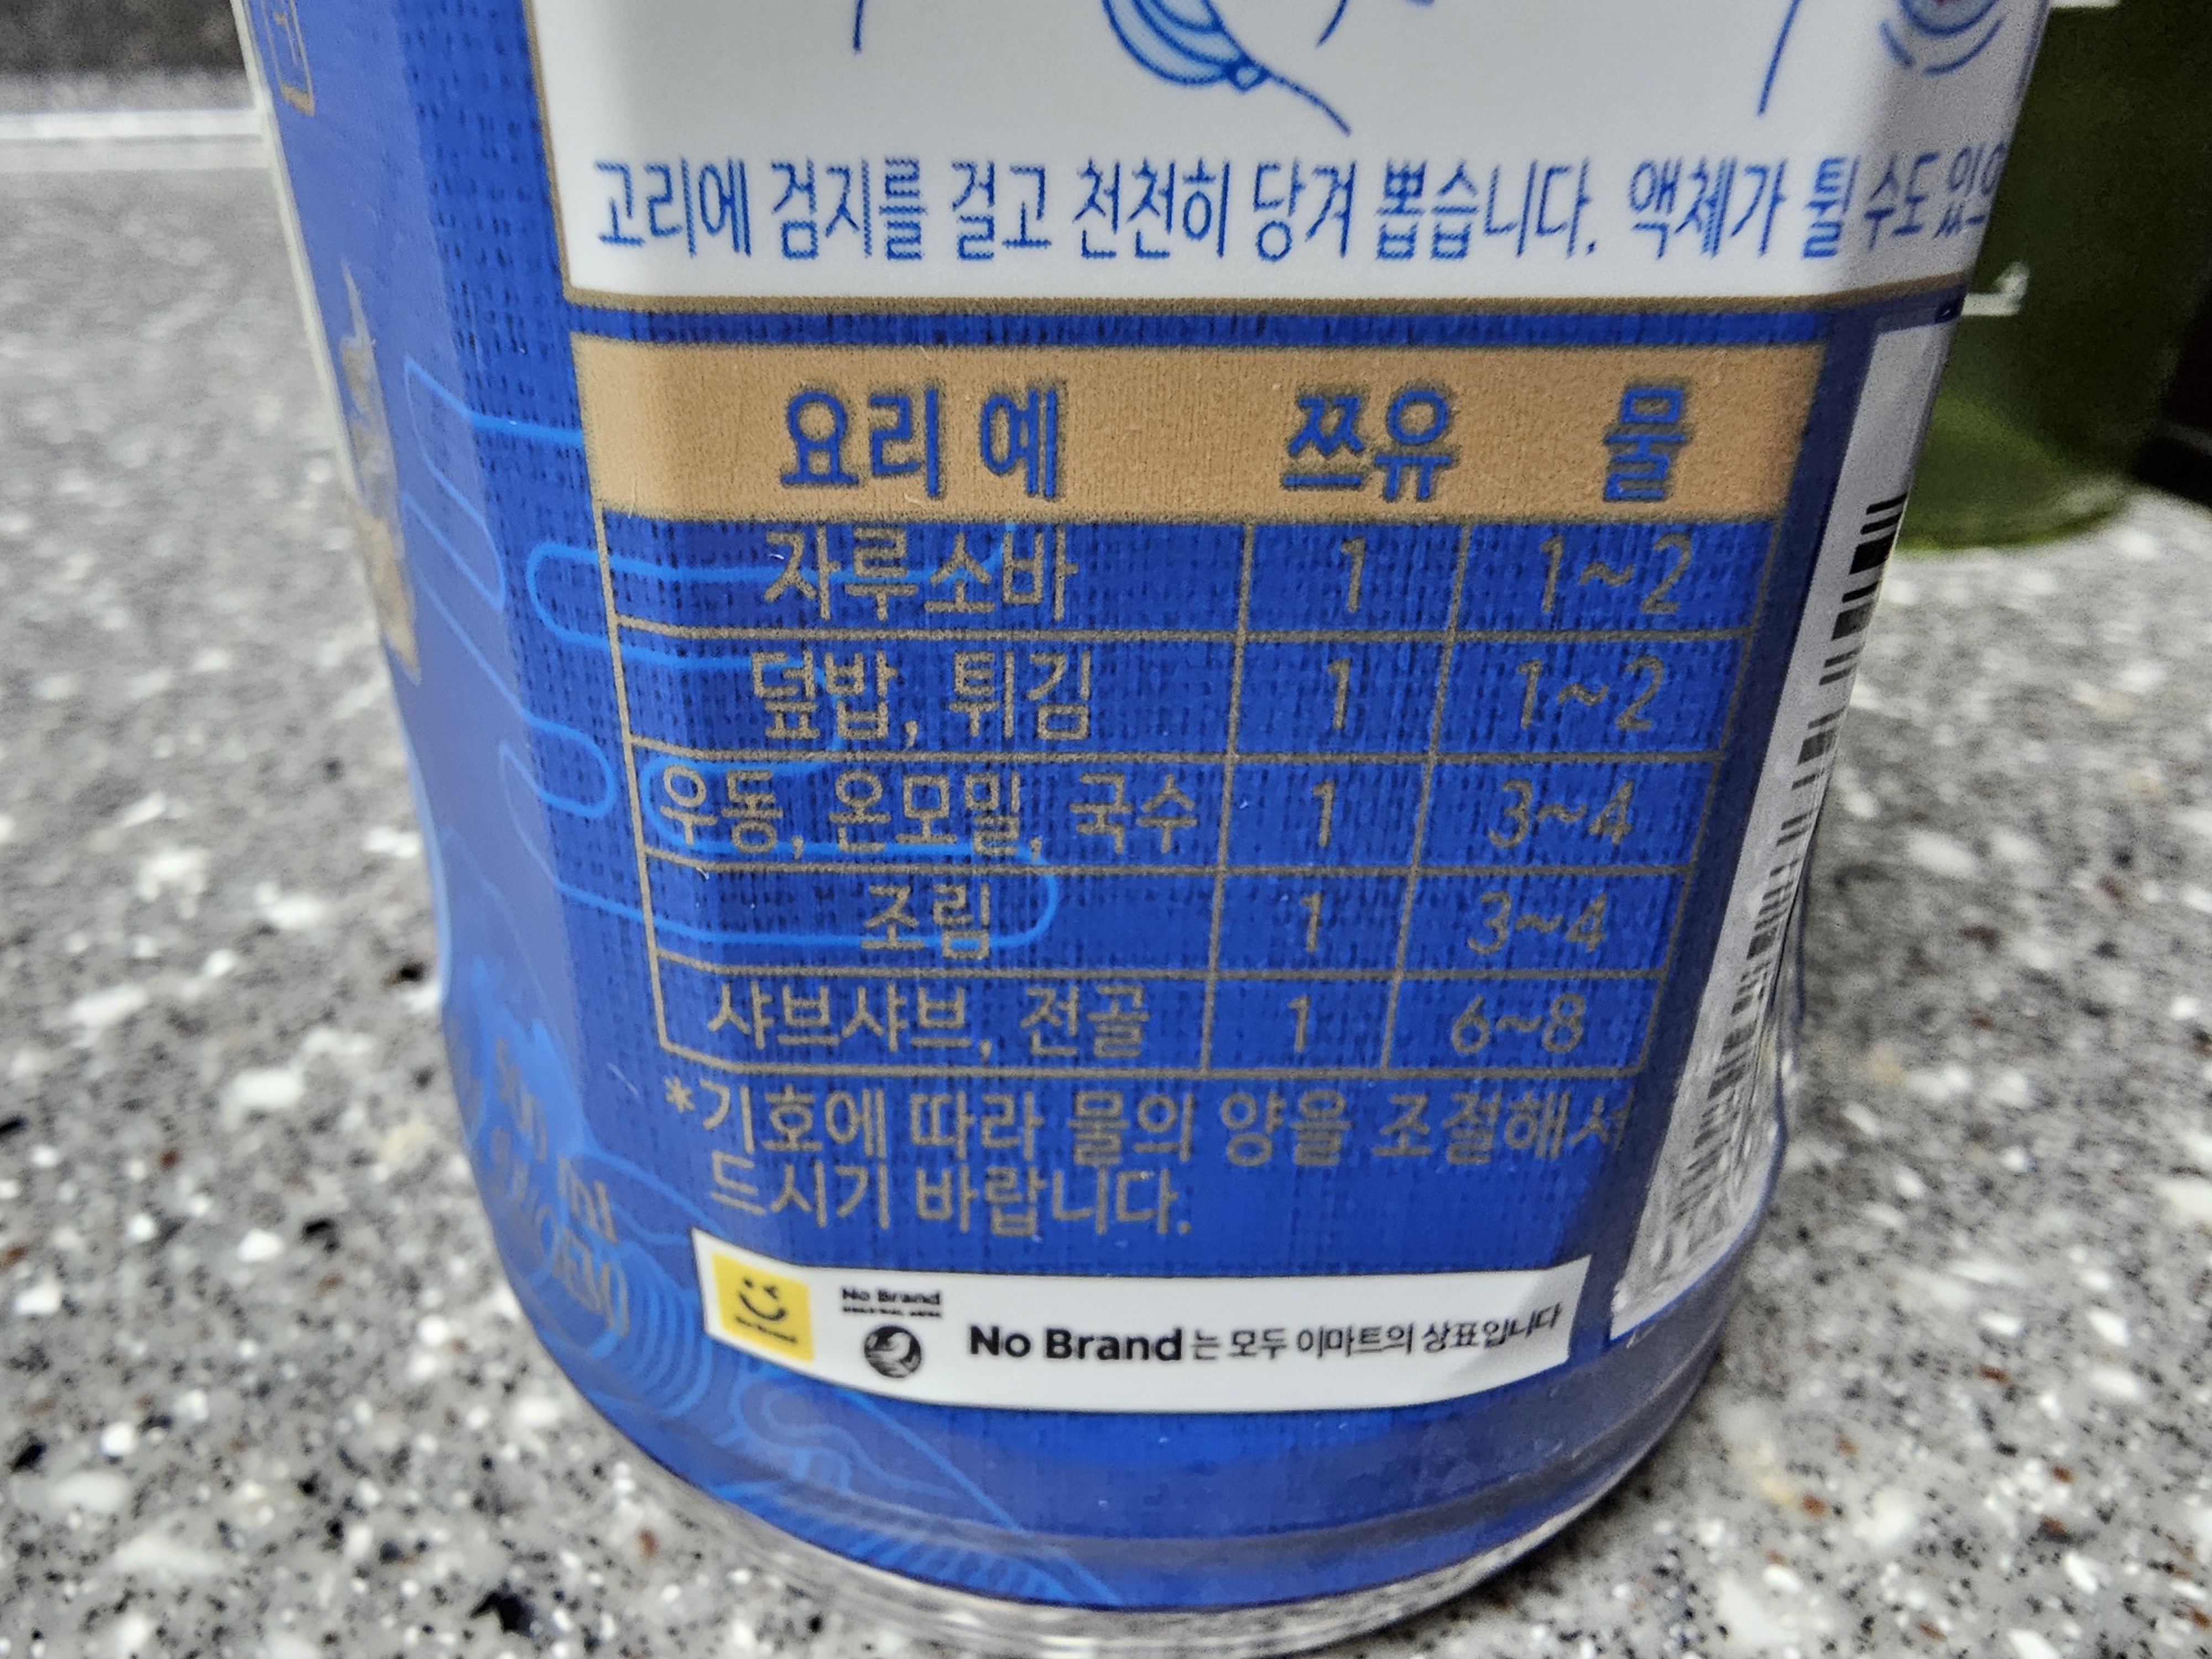 고리에 검지를 걸고 천천히 당겨 뽑습니다. 액체가 튈 수도
요리 예 쯔유 물
자루소바 1 1~2
덮밥, 튀김 1 1~2
우동, 온모밀, 국수 1 3~4
조림 1 3~4
샤브샤브, 전골 1 6~8
*기호에 따라 물의 양을 조절해서
드시기 바랍니다.
No Brand
No Brand는 모두 이마트의 상표입니다